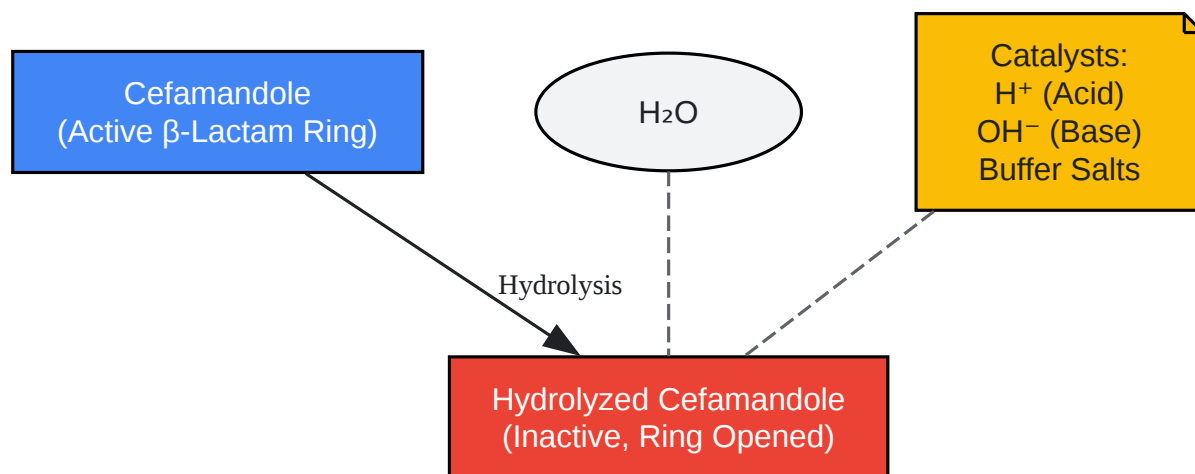 Cefamandole
(Active β-Lactam Ring)
H₂O
Catalysts:
H⁺ (Acid)
OH⁻ (Base)
Buffer Salts
Hydrolysis
Hydrolyzed Cefamandole
(Inactive, Ring Opened)